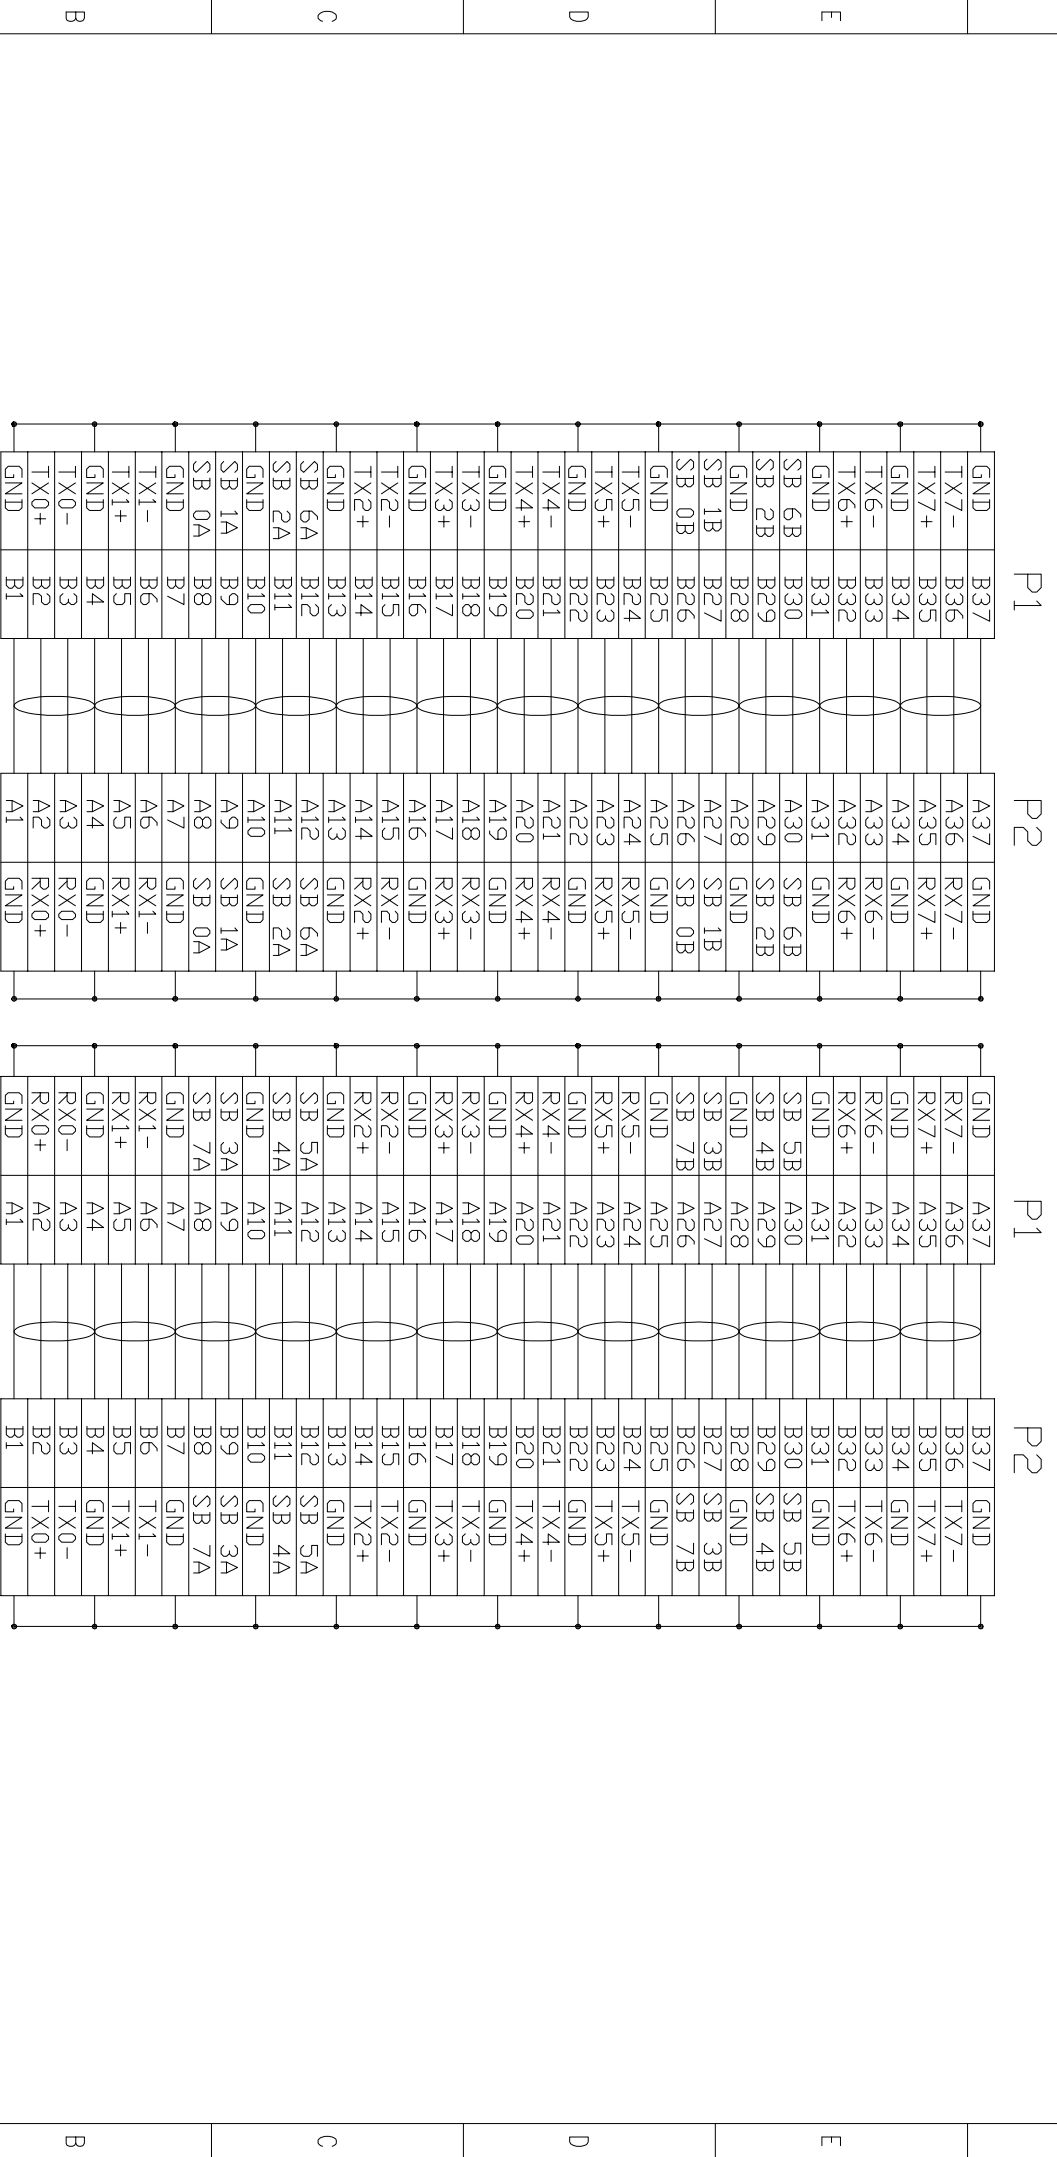 P1 P2 P1 P2
GND B37 A37 GND GND A37 B37 GND
TX7- B36 A36 RX7- RX7- A36 B36 TX7-
TX7+ B35 A35 RX7+ RX7+ A35 B35 TX7+
GND B34 A34 GND GND A34 B34 GND
TX6- B33 A33 RX6- RX6- A33 B33 TX6-
TX6+ B32 A32 RX6+ RX6+ A32 B32 TX6+
E E
GND B31 A31 GND GND A31 B31 GND
SB 6B B30 A30 SB 6B SB 5B A30 B30 SB 5B
SB 2B B29 A29 SB 2B SB 4B A29 B29 SB 4B
GND B28 A28 GND GND A28 B28 GND
SB 1B B27 A27 SB 1B SB 3B A27 B27 SB 3B
SB 0B B26 A26 SB 0B SB 7B A26 B26 SB 7B
GND B25 A25 GND GND A25 B25 GND
TX5- B24 A24 RX5- RX5- A24 B24 TX5-
TX5+ B23 A23 RX5+ RX5+ A23 B23 TX5+
D D
GND B22 A22 GND GND A22 B22 GND
TX4- B21 A21 RX4- RX4- A21 B21 TX4-
TX4+ B20 A20 RX4+ RX4+ A20 B20 TX4+
GND B19 A19 GND GND A19 B19 GND
TX3- B18 A18 RX3- RX3- A18 B18 TX3-
TX3+ B17 A17 RX3+ RX3+ A17 B17 TX3+
GND B16 A16 GND GND A16 B16 GND
TX2- B15 A15 RX2- RX2- A15 B15 TX2-
TX2+ B14 A14 RX2+ RX2+ A14 B14 TX2+
GND B13 A13 GND GND A13 B13 GND
C C
SB 6A B12 A12 SB 6A SB 5A A12 B12 SB 5A
SB 2A B11 A11 SB 2A SB 4A A11 B11 SB 4A
GND B10 A10 GND GND A10 B10 GND
SB 1A B9 A9 SB 1A SB 3A A9 B9 SB 3A
SB 0A B8 A8 SB 0A SB 7A A8 B8 SB 7A
GND B7 A7 GND GND A7 B7 GND
TX1- B6 A6 RX1- RX1- A6 B6 TX1-
TX1+ B5 A5 RX1+ RX1+ A5 B5 TX1+
GND B4 A4 GND GND A4 B4 GND
B B
TX0- B3 A3 RX0- RX0- A3 B3 TX0-
TX0+ B2 A2 RX0+ RX0+ A2 B2 TX0+
GND B1 A1 GND GND A1 B1 GND